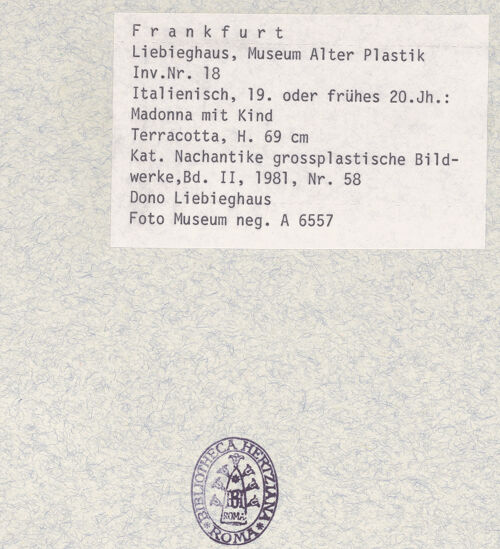 F r a n k f u r t
Liebieghaus, Museum Alter Plastik
Inv.Nr. 18
Italienisch, 19. oder frühes 20.Jh.:
Madonna mit Kind
Terracotta, H. 69 cm
Kat. Nachantike grossplastische Bild-
werke,Bd. II, 1981, Nr. 58
Dono Liebieghaus
Foto Museum neg. A 6557
BIBLIOTHECA HERTZIANA
BH
ROMA
* ROMA *